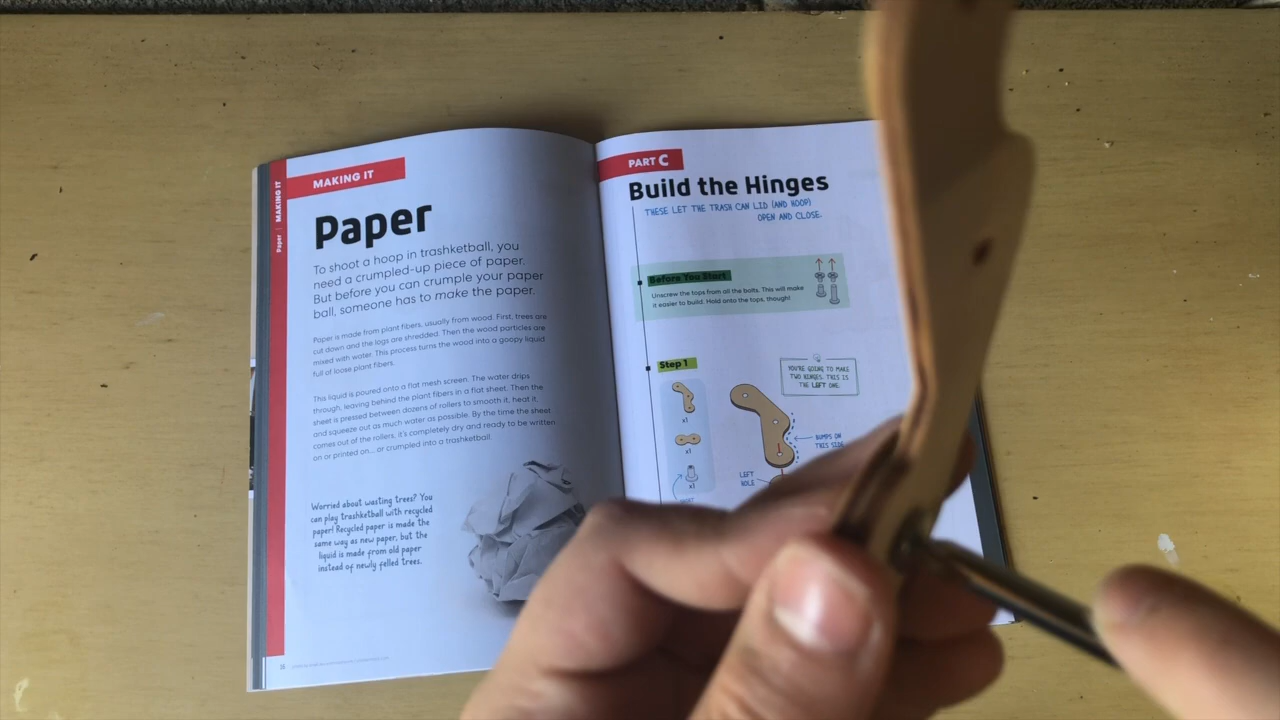 Paper | MAKING IT
MAKING IT
Paper
To shoot a hoop in trashketball, you
need a crumpled-up piece of paper.
But before you can crumple your paper
ball, someone has to make the paper.
Paper is made from plant fibers, usually from wood. First, trees are
cut down and the logs are shredded. Then the wood particles are
mixed with water. This process turns the wood into a goopy liquid
full of loose plant fibers.
This liquid is poured onto a flat mesh screen. The water drips
through, leaving behind the plant fibers in a flat sheet. Then the
sheet is pressed between dozens of rollers to smooth it, heat it,
and squeeze out as much water as possible. By the time the sheet
comes out of the rollers, it's completely dry and ready to be written
on or printed on... or crumpled into a trashketball.
Worried about wasting trees? You
can play trashketball with recycled
paper! Recycled paper is made the
same way as new paper, but the
liquid is made from old paper
instead of newly felled trees.
PART C
Build the Hinges
THESE LET THE TRASH CAN LID (AND HOOP)
OPEN AND CLOSE.
Before You Start
Unscrew the tops from all the bolts. This will make
it easier to build. Hold onto the tops, though!
Step 1
x1
x1
x1
YOU'RE GOING TO MAKE
TWO HINGES. THIS IS
THE LEFT ONE.
BUMPS ON
THIS SIDE
LEFT
HOLE